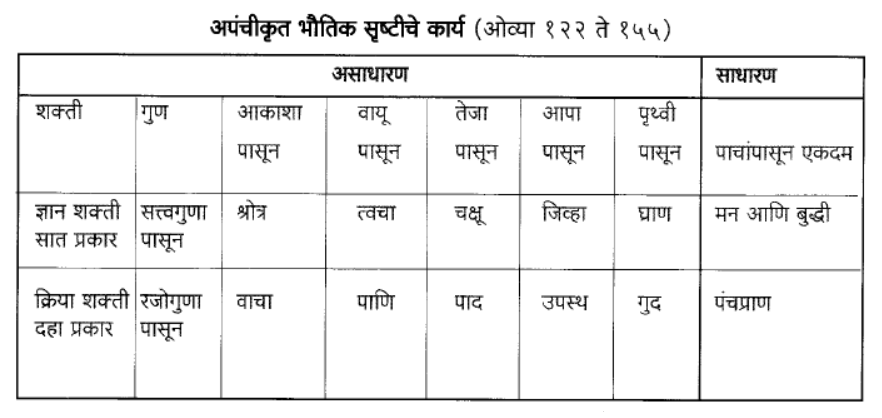 अपंचीकृत भौतिक सृष्टीचे कार्य (ओव्या १२२ ते १५५)
असाधारण साधारण
शक्ती गुण आकाशा वायू तेजा आपा पृथ्वी
पासून पासून पासून पासून पासून पाचांपासून एकदम
ज्ञान शक्ती सत्त्वगुणा श्रोत्र त्वचा चक्षू जिव्हा घ्राण मन आणि बुद्धी
सात प्रकार पासून
क्रिया शक्ती रजोगुणा वाचा पाणि पाद उपस्थ गुद पंचप्राण
दहा प्रकार पासून